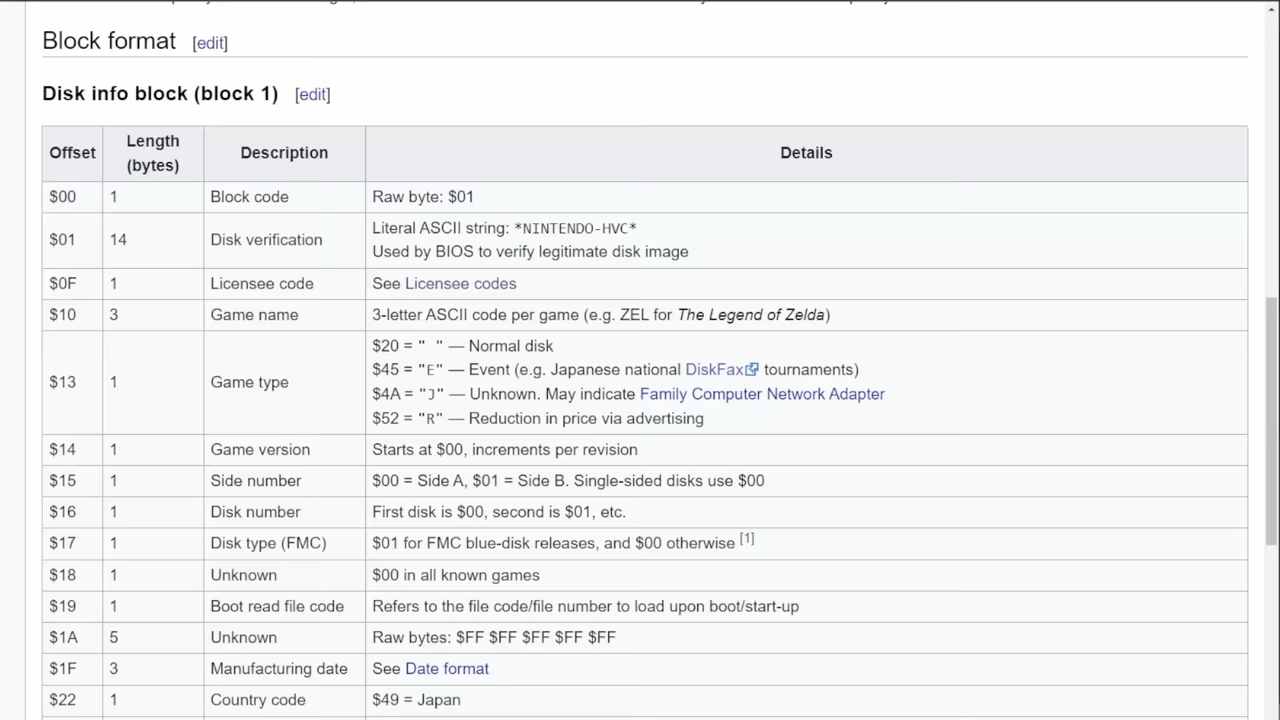 Block format [edit]
Disk info block (block 1) [edit]
Offset Length (bytes) Description Details
$00 1 Block code Raw byte: $01
$01 14 Disk verification Literal ASCII string: *NINTENDO-HVC*
Used by BIOS to verify legitimate disk image
$0F 1 Licensee code See Licensee codes
$10 3 Game name 3-letter ASCII code per game (e.g. ZEL for The Legend of Zelda)
$13 1 Game type $20 = " " — Normal disk
$45 = "E" — Event (e.g. Japanese national DiskFax tournaments)
$4A = "J" — Unknown. May indicate Family Computer Network Adapter
$52 = "R" — Reduction in price via advertising
$14 1 Game version Starts at $00, increments per revision
$15 1 Side number $00 = Side A, $01 = Side B. Single-sided disks use $00
$16 1 Disk number First disk is $00, second is $01, etc.
$17 1 Disk type (FMC) $01 for FMC blue-disk releases, and $00 otherwise [1]
$18 1 Unknown $00 in all known games
$19 1 Boot read file code Refers to the file code/file number to load upon boot/start-up
$1A 5 Unknown Raw bytes: $FF $FF $FF $FF $FF
$1F 3 Manufacturing date See Date format
$22 1 Country code $49 = Japan